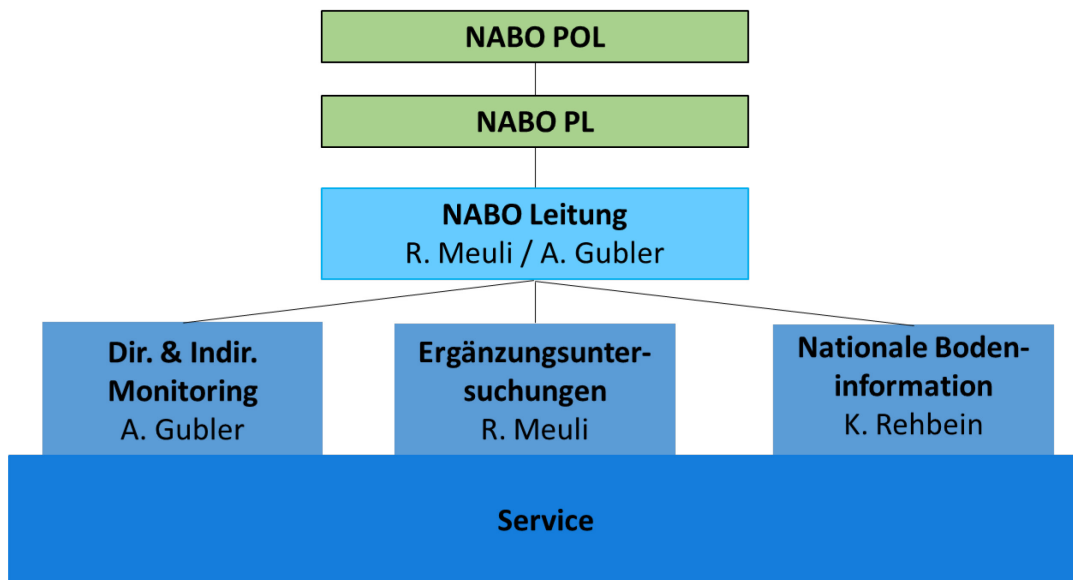 NABO POL
NABO PL
NABO Leitung
R. Meuli / A. Gubler
Dir. & Indir.
Monitoring
A. Gubler
Ergänzungsunter-
suchungen
R. Meuli
Nationale Boden-
information
K. Rehbein
Service